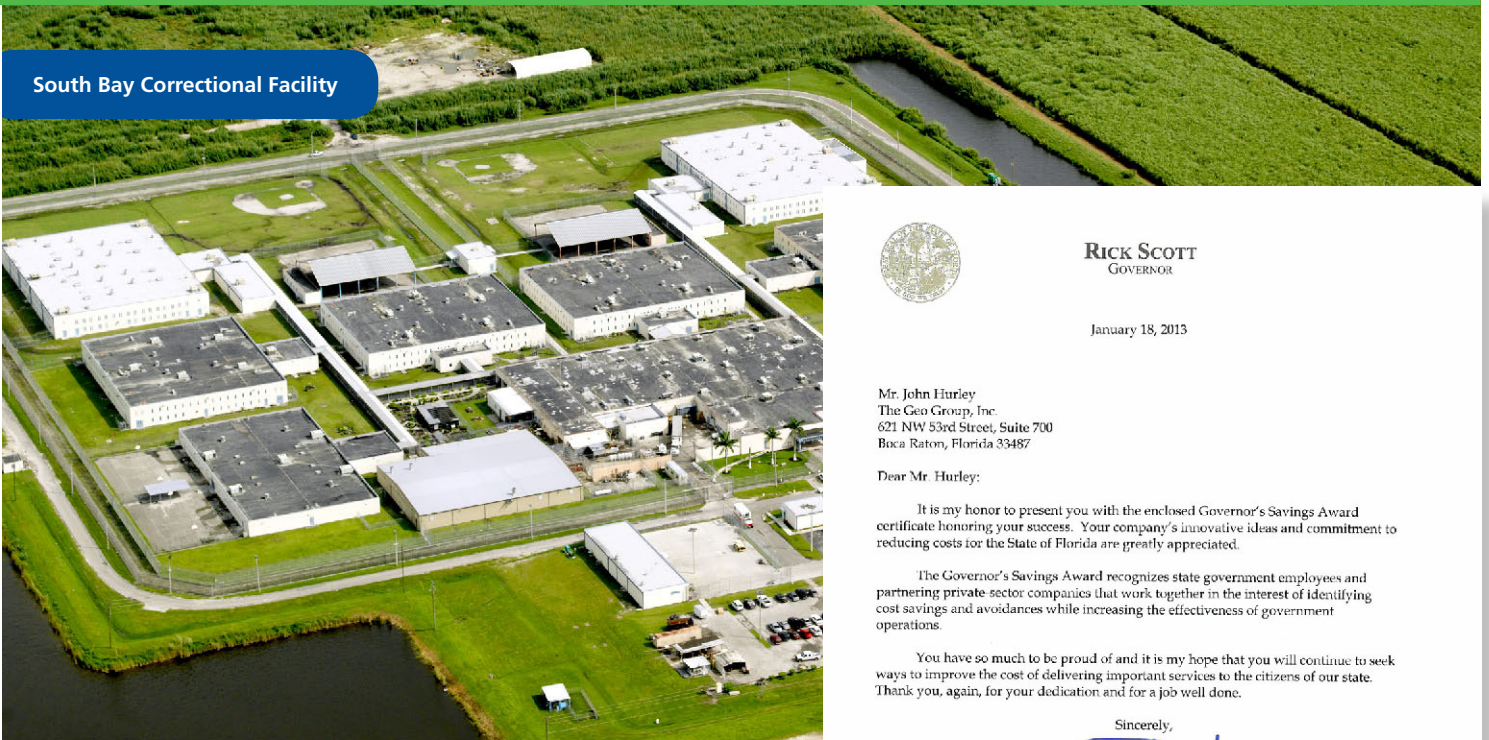 South Bay Correctional Facility
RICK SCOTT
GOVERNOR
January 18, 2013
Mr. John Hurley
The Geo Group, Inc.
621 NW 53rd Street, Suite 700
Boca Raton, Florida 33487
Dear Mr. Hurley:
It is my honor to present you with the enclosed Governor's Savings Award
certificate honoring your success. Your company's innovative ideas and commitment to
reducing costs for the State of Florida are greatly appreciated.
The Governor's Savings Award recognizes state government employees and
partnering private-sector companies that work together in the interest of identifying
cost savings and avoidances while increasing the effectiveness of government
operations.
You have so much to be proud of and it is my hope that you will continue to seek
ways to improve the cost of delivering important services to the citizens of our state.
Thank you, again, for your dedication and for a job well done.
Sincerely,